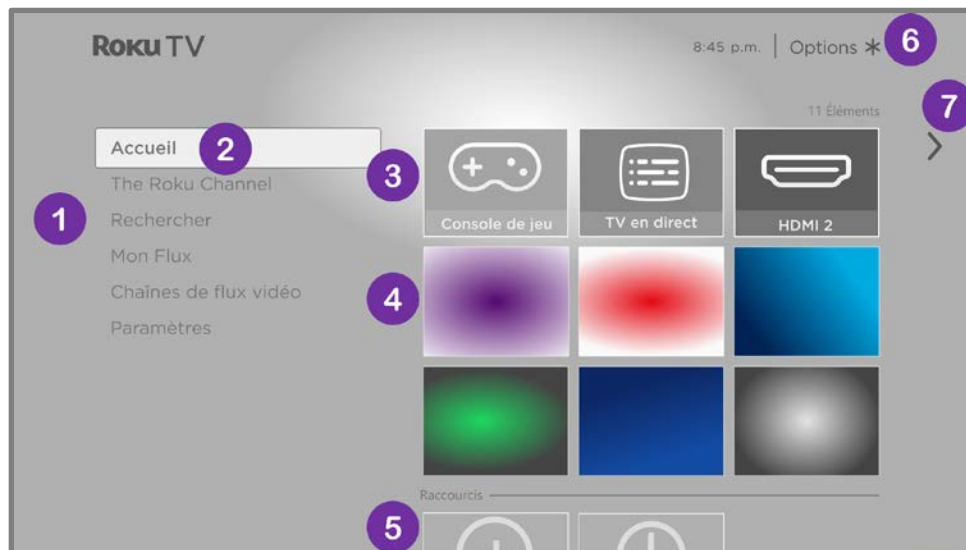 ROKU TV
8:45 p.m. | Options *
6
7
11 Éléments
Accueil
2
3
The Roku Channel
1
Rechercher
Mon Flux
Chaînes de flux vidéo
Paramètres
Console de jeu
TV en direct
HDMI 2
4
Raccourcis
5